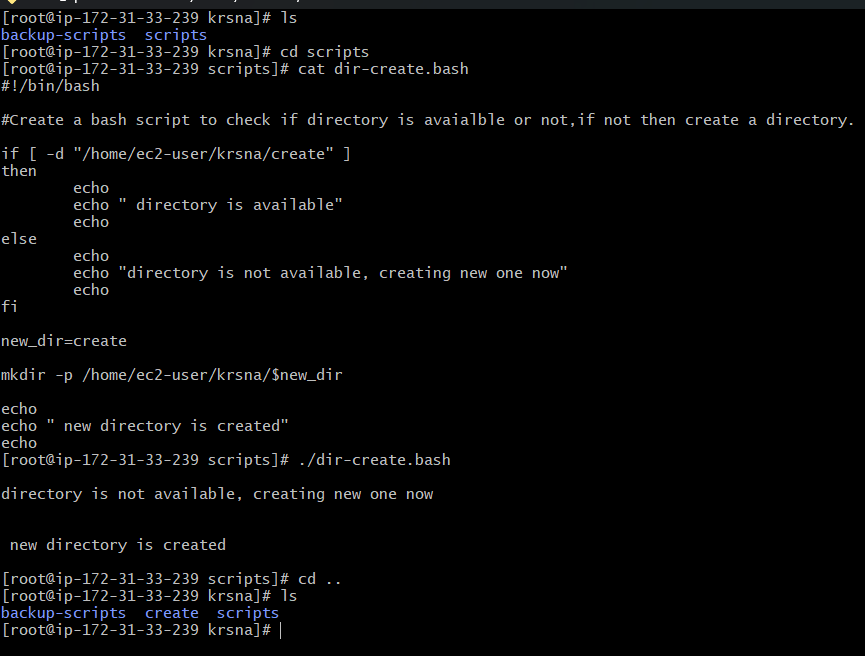 [root@ip-172-31-33-239 krsna]# ls
backup-scripts  scripts
[root@ip-172-31-33-239 krsna]# cd scripts
[root@ip-172-31-33-239 scripts]# cat dir-create.bash
#!/bin/bash

#Create a bash script to check if directory is avaialble or not,if not then create a directory.

if [ -d "/home/ec2-user/krsna/create" ]
then
        echo
        echo " directory is available"
        echo
else
        echo
        echo "directory is not available, creating new one now"
        echo
fi

new_dir=create

mkdir -p /home/ec2-user/krsna/$new_dir

echo
echo " new directory is created"
echo
[root@ip-172-31-33-239 scripts]# ./dir-create.bash

directory is not available, creating new one now


 new directory is created

[root@ip-172-31-33-239 scripts]# cd ..
[root@ip-172-31-33-239 krsna]# ls
backup-scripts  create  scripts
[root@ip-172-31-33-239 krsna]#